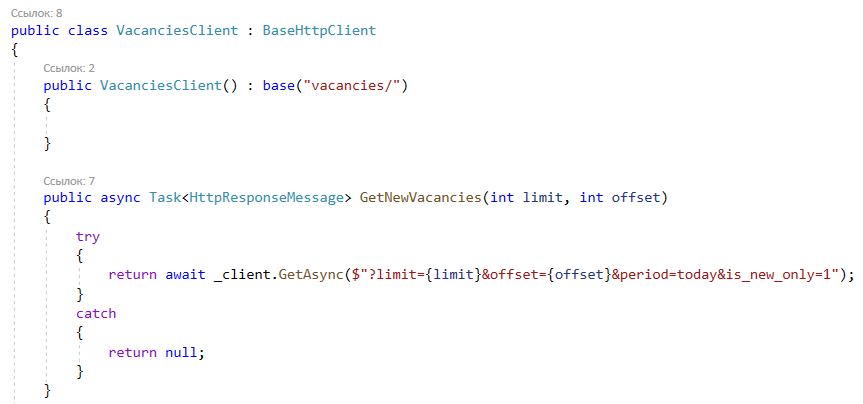 Ссылок: 8
public class VacanciesClient : BaseHttpClient
{
Ссылок: 2
public VacanciesClient() : base("vacancies/")
{
}
Ссылок: 7
public async Task<HttpResponseMessage> GetNewVacancies(int limit, int offset)
{
try
{
return await _client.GetAsync($"?limit={limit}&offset={offset}&period=today&is_new_only=1");
}
catch
{
return null;
}
}